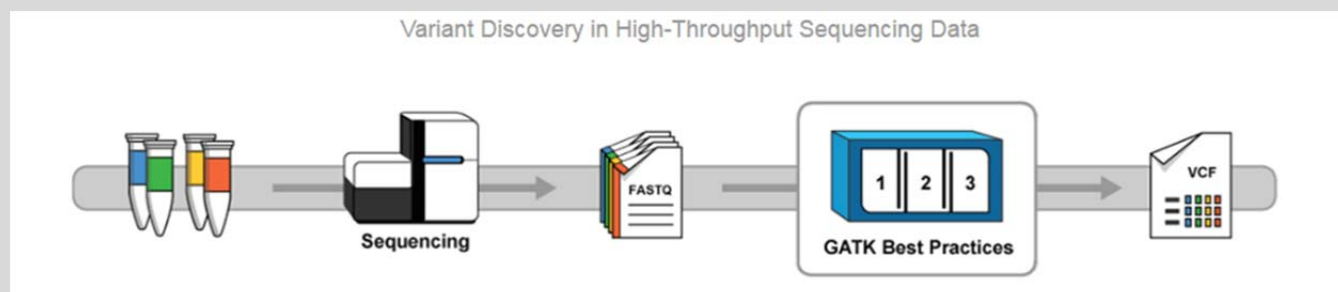 Variant Discovery in High-Throughput Sequencing Data
FASTQ
1 2 3
VCF
Sequencing
GATK Best Practices